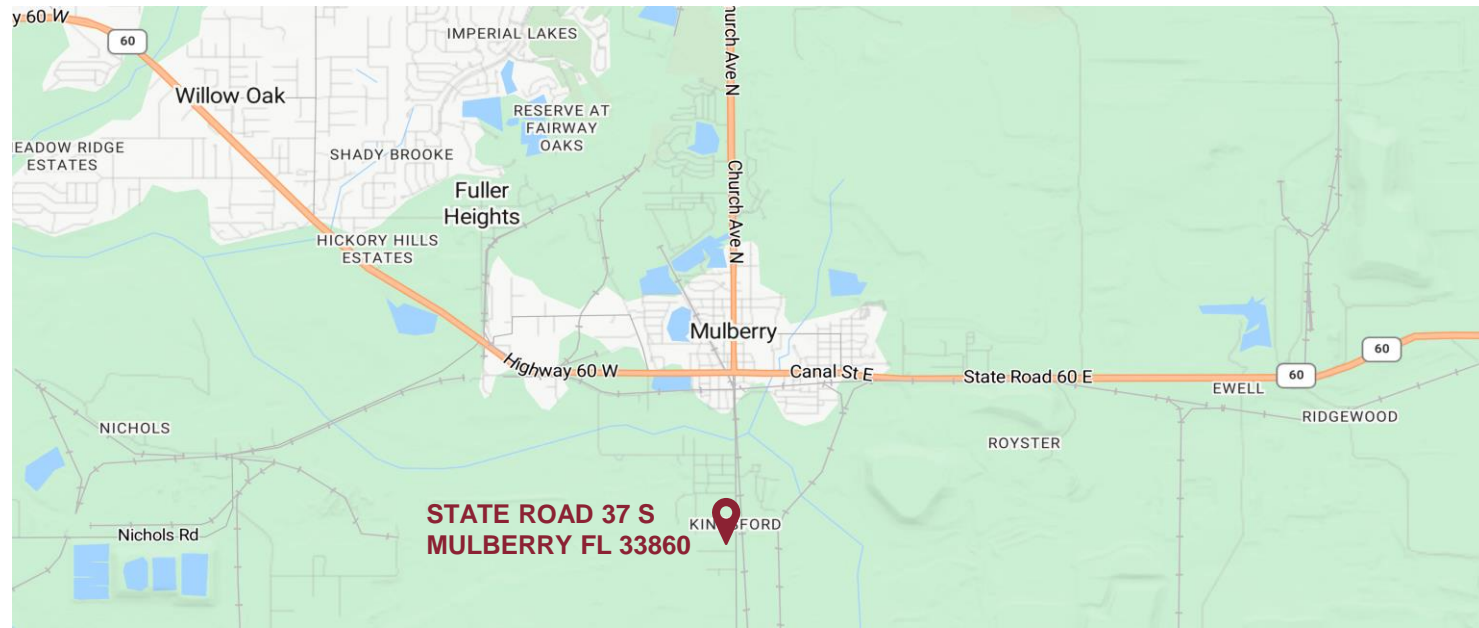 y 60 W
60
IMPERIAL LAKES
Willow Oak
RESERVE AT
FAIRWAY
OAKS
EADOW RIDGE
ESTATES
SHADY BROOKE
Fuller
Heights
HICKORY HILLS
ESTATES
hurch Ave N
Church Ave N
Mulberry
Highway 60 W
Canal St E
State Road 60 E
60
60
EWELL
RIDGEWOOD
NICHOLS
ROYSTER
STATE ROAD 37 S
MULBERRY FL 33860
Nichols Rd